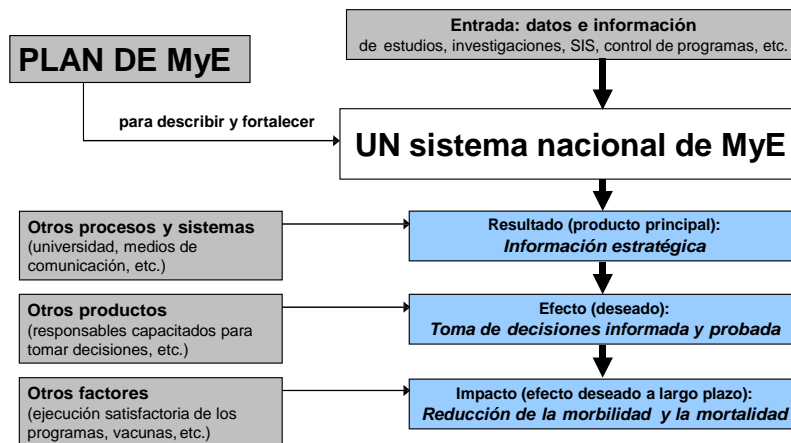 Entrada: datos e información
de estudios, investigaciones, SIS, control de programas, etc.
PLAN DE MyE
para describir y fortalecer
UN sistema nacional de MyE
Otros procesos y sistemas
(universidad, medios de
comunicación, etc.)
Resultado (producto principal):
Información estratégica
Otros productos
(responsables capacitados para
tomar decisiones, etc.)
Efecto (deseado):
Toma de decisiones informada y probada
Otros factores
(ejecución satisfactoria de los
programas, vacunas, etc.)
Impacto (efecto deseado a largo plazo):
Reducción de la morbilidad y la mortalidad